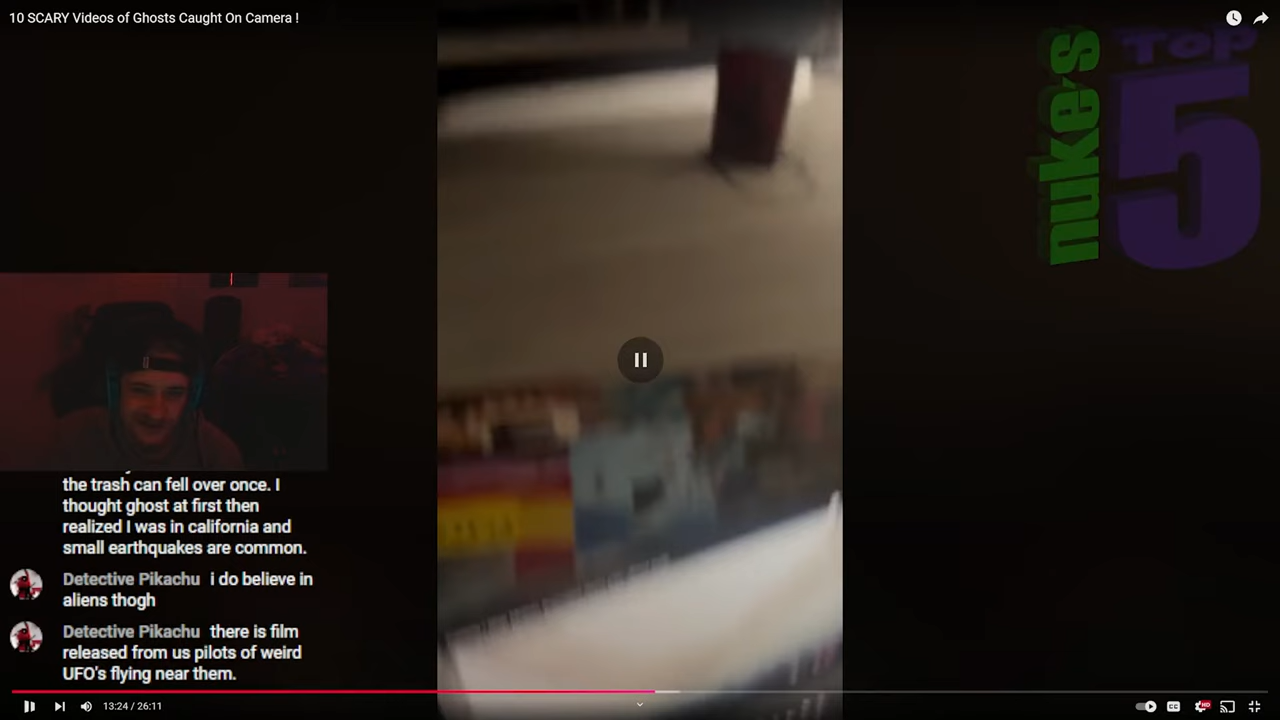 10 SCARY Videos of Ghosts Caught On Camera !
nuke's
Top
5
the trash can fell over once. I
thought ghost at first then
realized I was in california and
small earthquakes are common.
Detective Pikachu i do believe in
aliens thogh
Detective Pikachu there is film
released from us pilots of weird
UFO's flying near them.
13:24 / 26:11
CC
HD